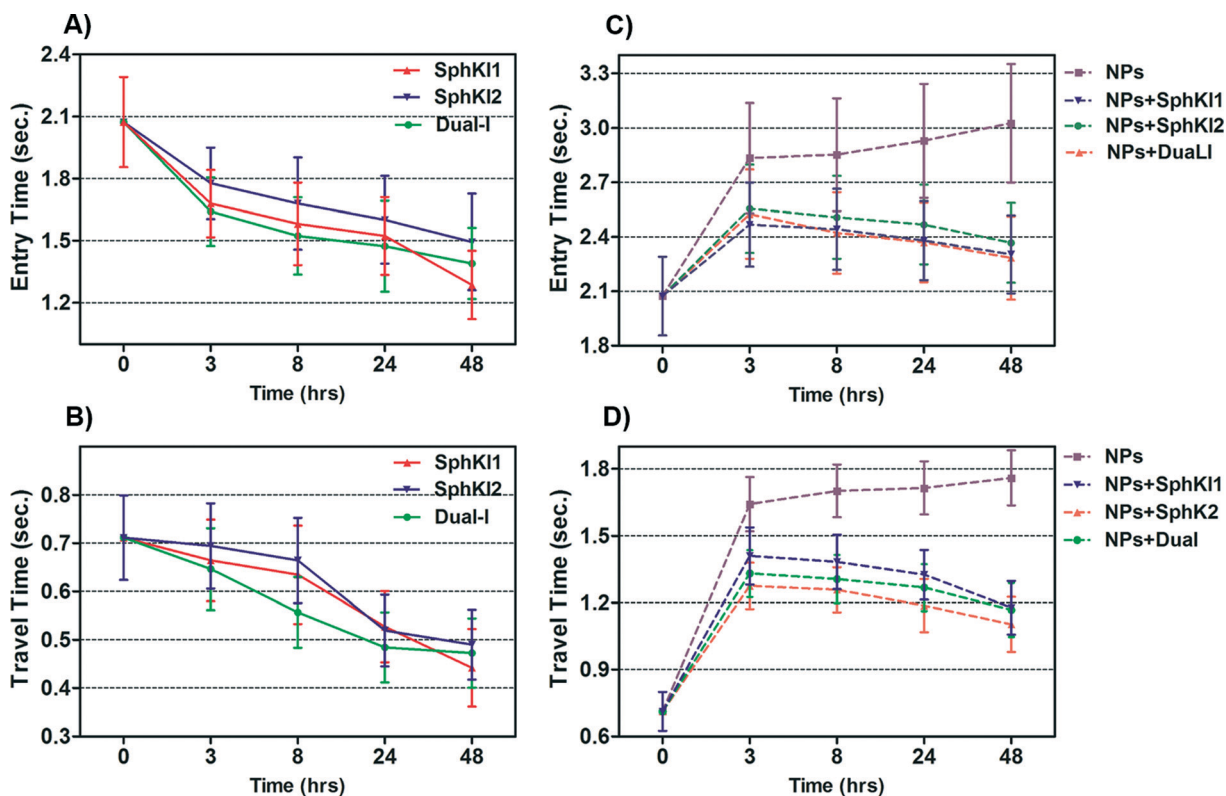 A)
Entry Time (sec.)
2.4
2.1
1.8
1.5
1.2
SphKI1
SphKI2
Dual-I
0 3 8 24 48
Time (hrs)
B)
Travel Time (sec.)
0.8
0.7
0.6
0.5
0.4
0.3
SphKI1
SphKI2
Dual-I
0 3 8 24 48
Time (hrs)
C)
Entry Time (sec.)
3.3
3.0
2.7
2.4
2.1
1.8
NPs
NPs+SphKI1
NPs+SphKI2
NPs+DuaLI
0 3 8 24 48
Time (hrs)
D)
Travel Time (sec.)
1.8
1.5
1.2
0.9
0.6
NPs
NPs+SphKI1
NPs+SphK2
NPs+Dual
0 3 8 24 48
Time (hrs)